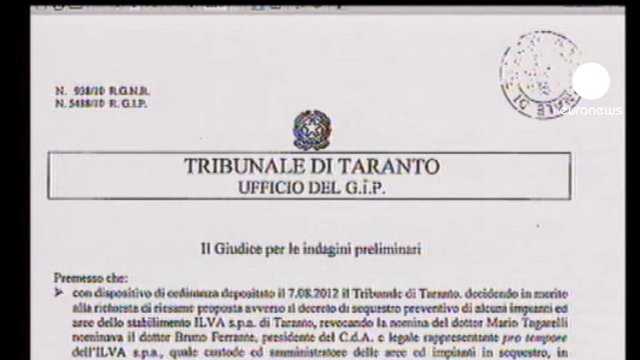 N. 938/10 R.G.N.R.
N. 5488/10 R. G.I.P.
euronews
TRIBUNALE DI TARANTO
UFFICIO DEL G.i.P.
Il Giudice per le indagini preliminari
Premesso che:
➤ con dispositivo di ordinanza depositato il 7.08.2012 il Tribunale di Taranto, decidendo in merito
alla richiesta di riesame proposta avverso il decreto di sequestro preventivo di alcuni impianti ed
aree dello stabilimento ILVA s.p.a. di Taranto, revocando la nomina del dottor Mario Tagarelli
nominava il dottor Bruno Ferrante, presidente del C.d.A. e legale rappresentante pro tempore
dell'ILVA s.p.a., quale custode ed amministratore delle aree ed impianti in sequestro, in